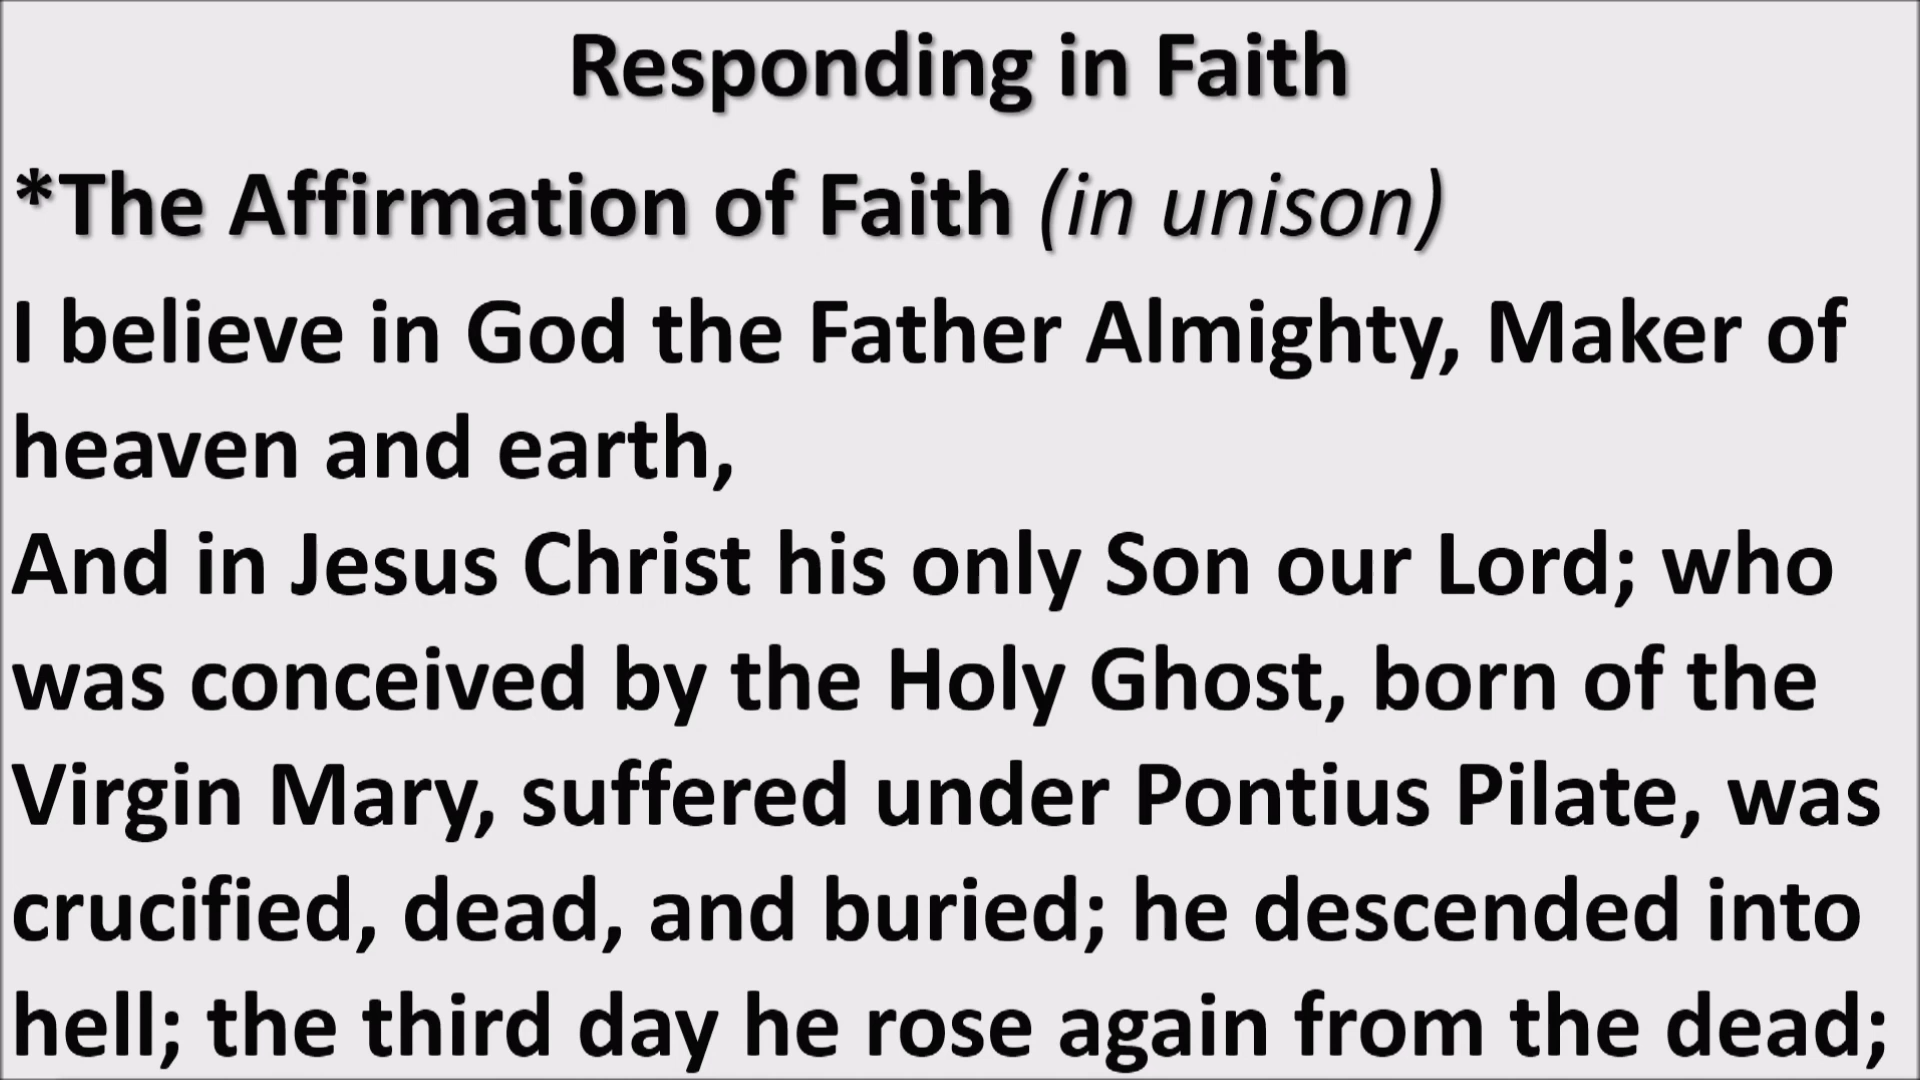 Responding in Faith
*The Affirmation of Faith (in unison)
I believe in God the Father Almighty, Maker of
heaven and earth,
And in Jesus Christ his only Son our Lord; who
was conceived by the Holy Ghost, born of the
Virgin Mary, suffered under Pontius Pilate, was
crucified, dead, and buried; he descended into
hell; the third day he rose again from the dead;